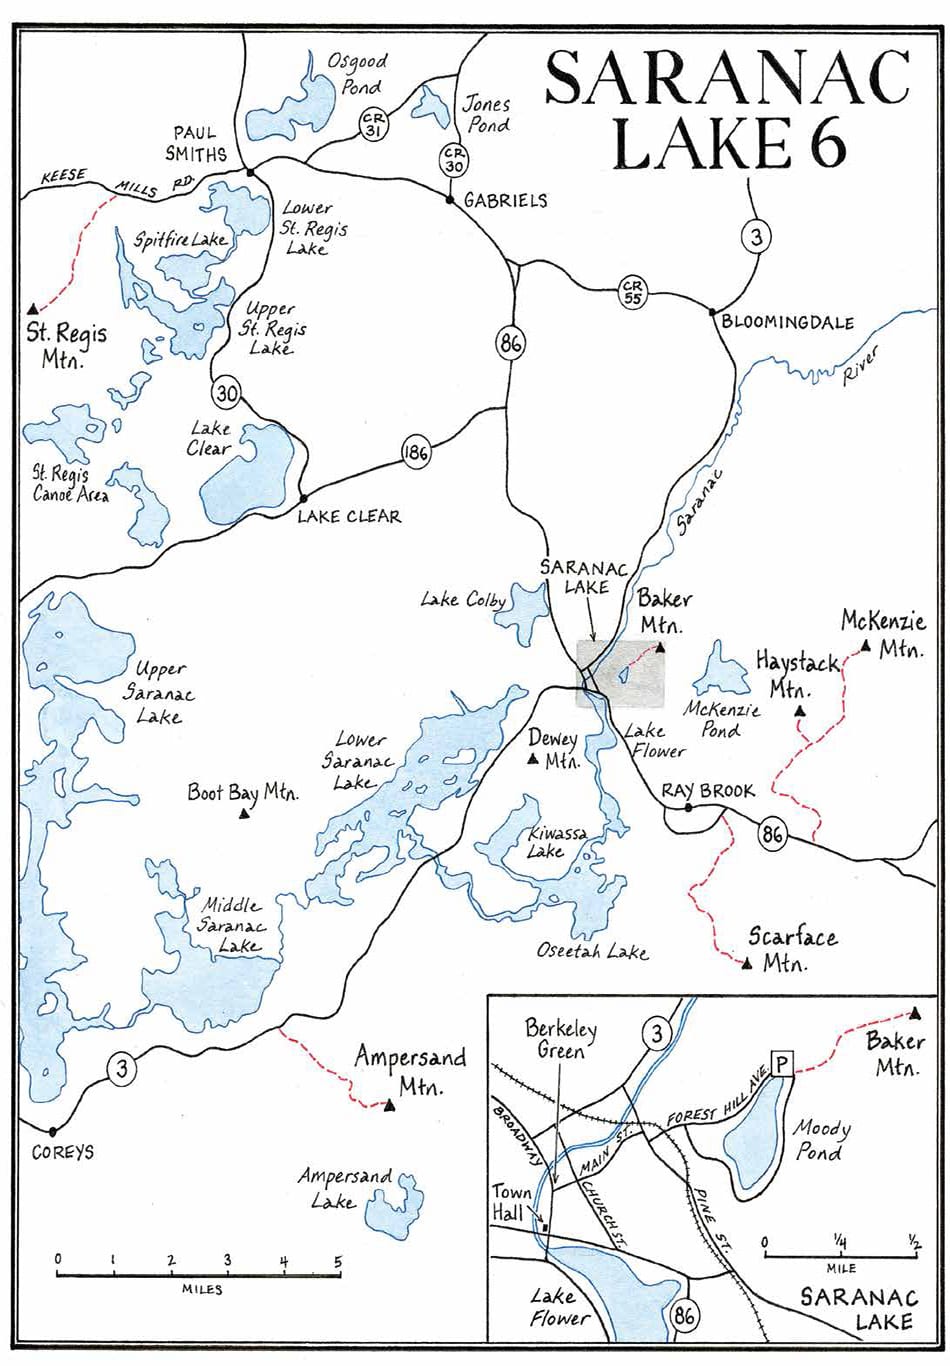 SARANAC
LAKE 6
Osgood
Pond
Jones
Pond
CR
31
CR
30
PAUL
SMITHS
KEESE
MILLS
RD.
GABRIELS
Lower
St. Regis
Lake
Spitfire Lake
3
CR
55
Upper
St. Regis
Lake
St. Regis
Mtn.
86
BLOOMINGDALE
River
30
Lake
Clear
186
St. Regis
Canoe Area
Saranac
LAKE CLEAR
SARANAC
LAKE
Lake Colby
Baker
Mtn.
McKenzie
Mtn.
Haystack
Mtn.
Upper
Saranac
Lake
McKenzie
Pond
Lower
Saranac
Lake
Dewey
Mtn.
Lake
Flower
Boot Bay Mtn.
RAY BROOK
86
Kiwassa
Lake
Middle
Saranac
Lake
Oseetah Lake
Scarface
Mtn.
3
Ampersand
Mtn.
COREYS
Ampersand
Lake
0 1 2 3 4 5
MILES
Berkeley
Green
3
P
Baker
Mtn.
FOREST HILL AVE.
BROADWAY
MAIN ST.
Moody
Pond
Town
Hall
CHURCH ST.
PINE ST.
0 1/4 1/2
MILE
Lake
Flower
86
SARANAC
LAKE